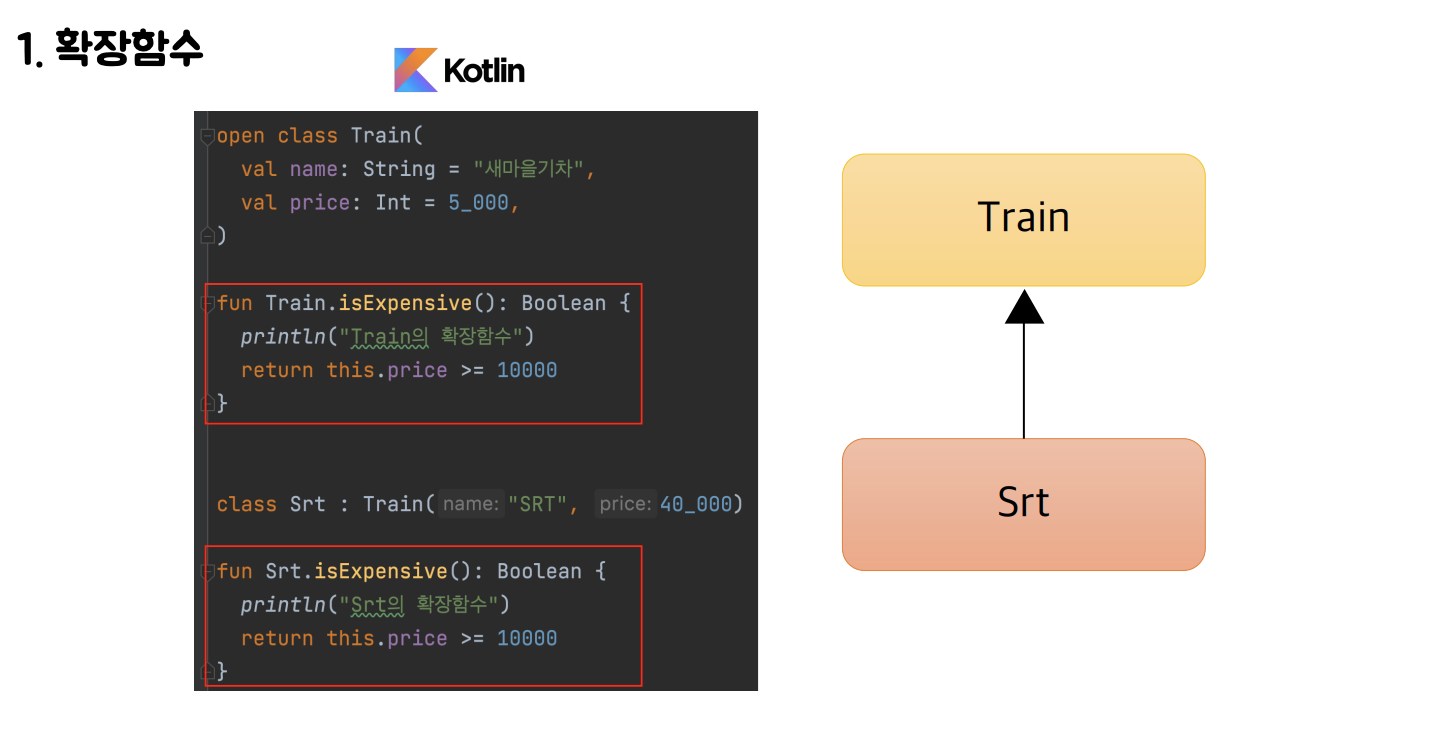 1. 확장함수
Kotlin
open class Train(
val name: String = "새마을기차",
val price: Int = 5_000,
)
fun Train.isExpensive(): Boolean {
println("Train의 확장함수")
return this.price >= 10000
}
class Srt : Train( name: "SRT", price: 40_000)
fun Srt.isExpensive(): Boolean {
println("Srt의 확장함수")
return this.price >= 10000
}
Train
Srt